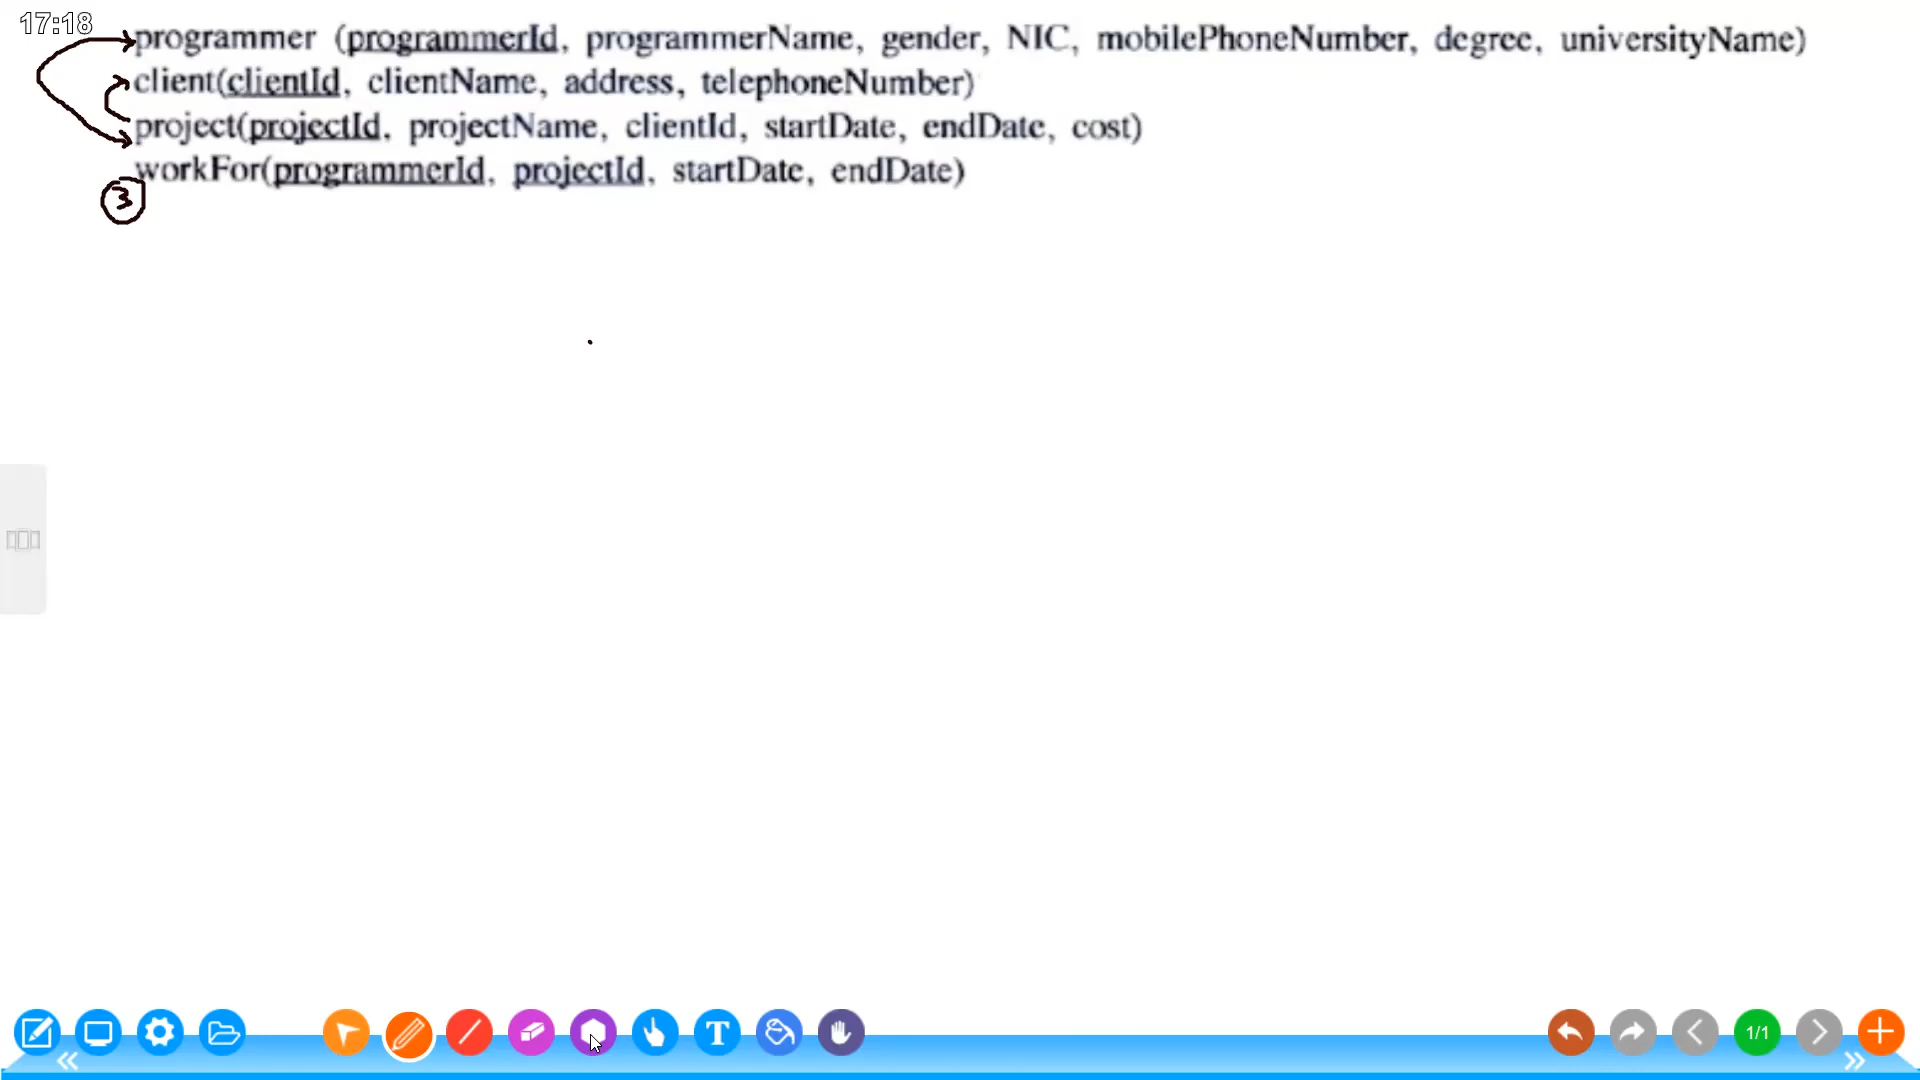 17:18
programmer (programmerId, programmerName, gender, NIC, mobilePhoneNumber, degree, universityName)
client(clientId, clientName, address, telephoneNumber)
project(projectId, projectName, clientId, startDate, endDate, cost)
workFor(programmerId, projectId, startDate, endDate)
3
T
1/1